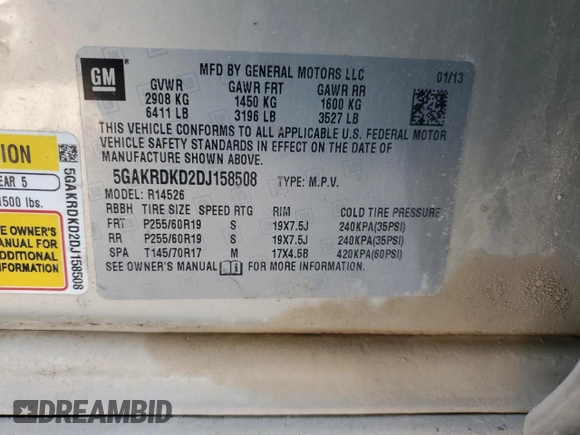 GM
MFD BY GENERAL MOTORS LLC 01/13
GVWR GAWR FRT GAWR RR
2908 KG 1450 KG 1600 KG
6411 LB 3196 LB 3527 LB
THIS VEHICLE CONFORMS TO ALL APPLICABLE U.S. FEDERAL MOTOR
VEHICLE SAFETY STANDARDS IN EFFECT ON THE DATE OF
MANUFACTURE SHOWN ABOVE.
5GAKRDKD2DJ158508 TYPE: M.P.V.
MODEL: R14526
RBBH TIRE SIZE SPEED RTG RIM COLD TIRE PRESSURE
FRT P255/60R19 S 19X7.5J 240KPA(35PSI)
RR P255/60R19 S 19X7.5J 240KPA(35PSI)
SPA T145/70R17 M 17X4.5B 420KPA(60PSI)
SEE OWNER'S MANUAL FOR MORE INFORMATION.
ION
EAR 5
4500 lbs.
OWNER'S
ANUAL FOR
ADDITIONAL
ATION.
5GAKRDKD2DJ158508
DREAMBID